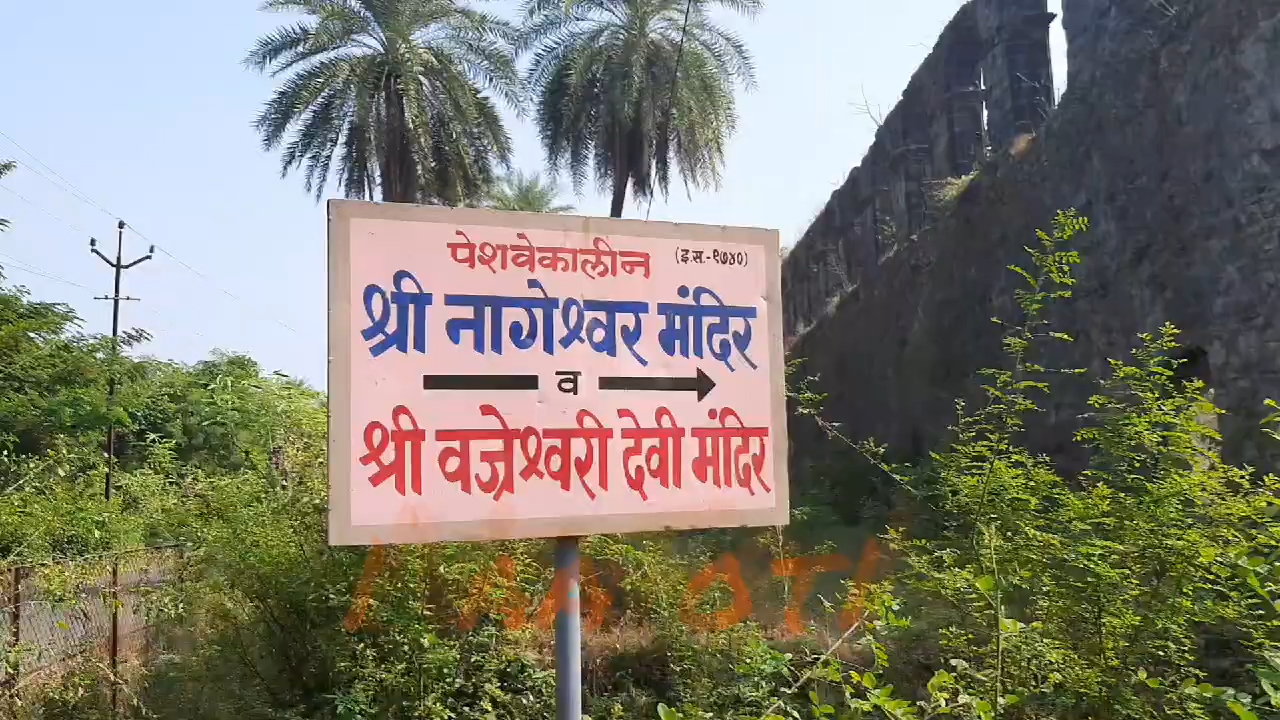 पेशवेकालीन (इ.स.-१७४०)
श्री नागेश्वर मंदिर
व
श्री वज्रेश्वरी देवी मंदिर